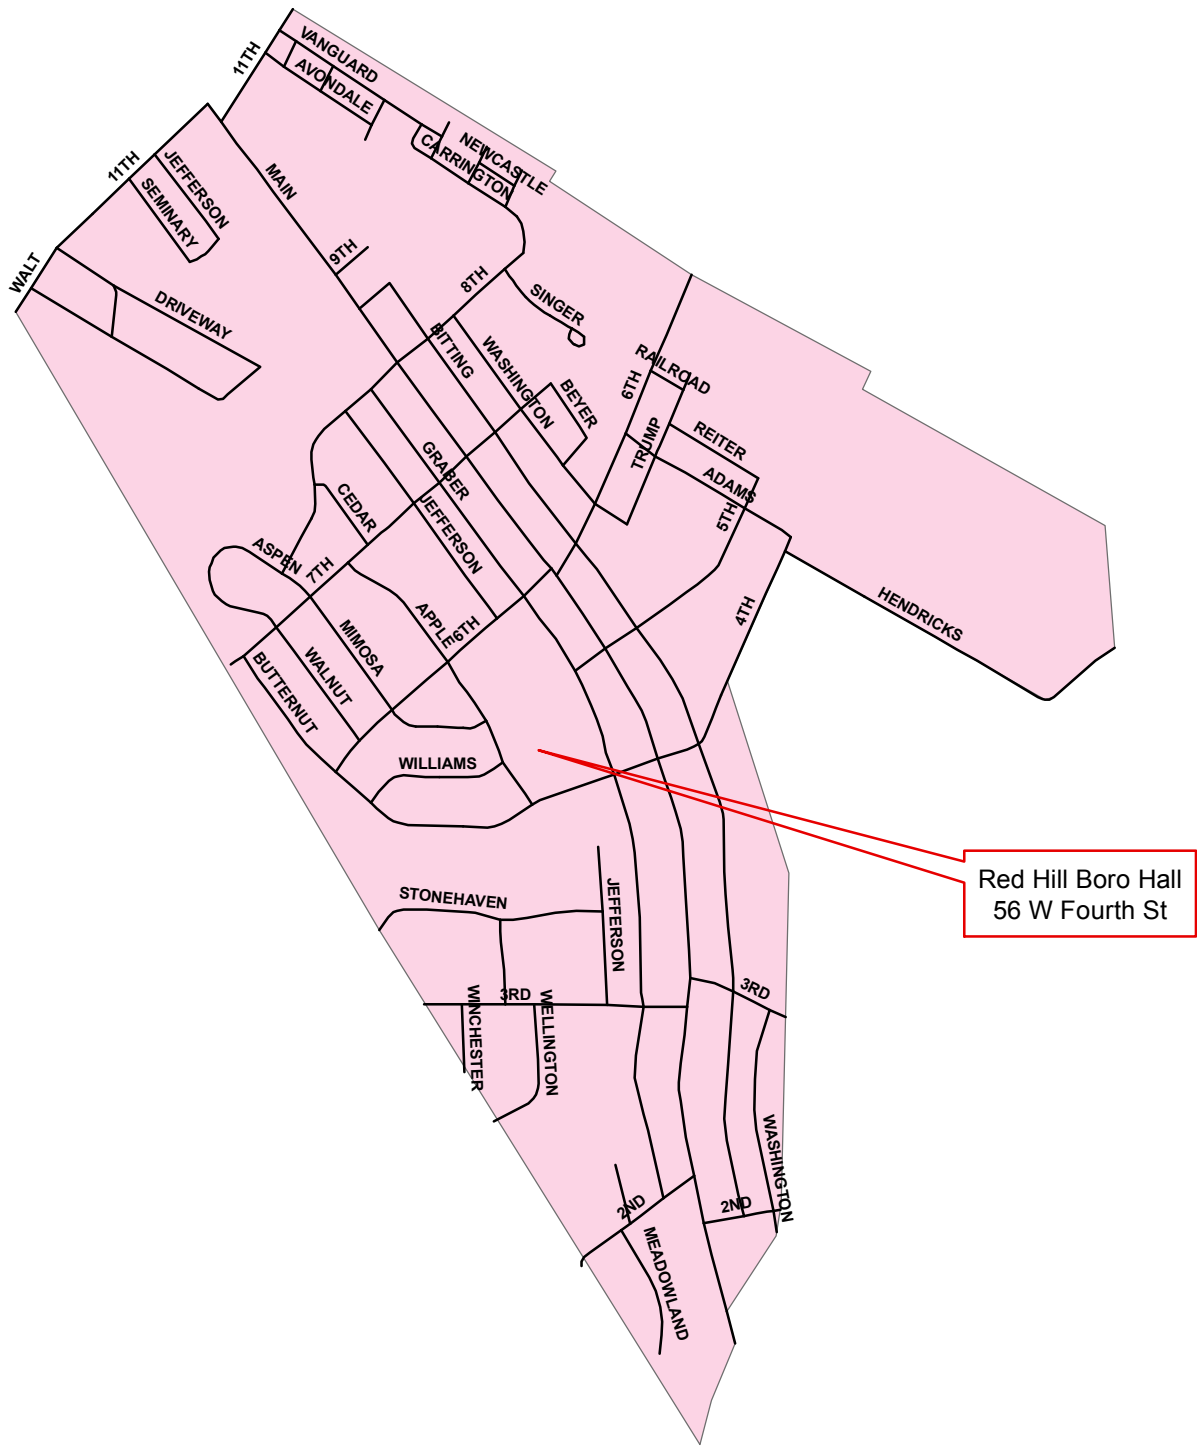 VANGUARD
11TH
AVONDALE
NEWCASTLE
CARRINGTON
11TH
JEFFERSON
SEMINARY
MAIN
WALT
DRIVEWAY
9TH
8TH
SINGER
BITTING
WASHINGTON
BEYER
RAILROAD
6TH
TRUMP
REITER
ADAMS
5TH
GRABER
JEFFERSON
CEDAR
ASPEN
7TH
APPLE
6TH
MIMOSA
WALNUT
BUTTERNUT
4TH
HENDRICKS
WILLIAMS
Red Hill Boro Hall
56 W Fourth St
STONEHAVEN
JEFFERSON
3RD
3RD
WINCHESTER
WELLINGTON
WASHINGTON
2ND
2ND
MEADOWLAND